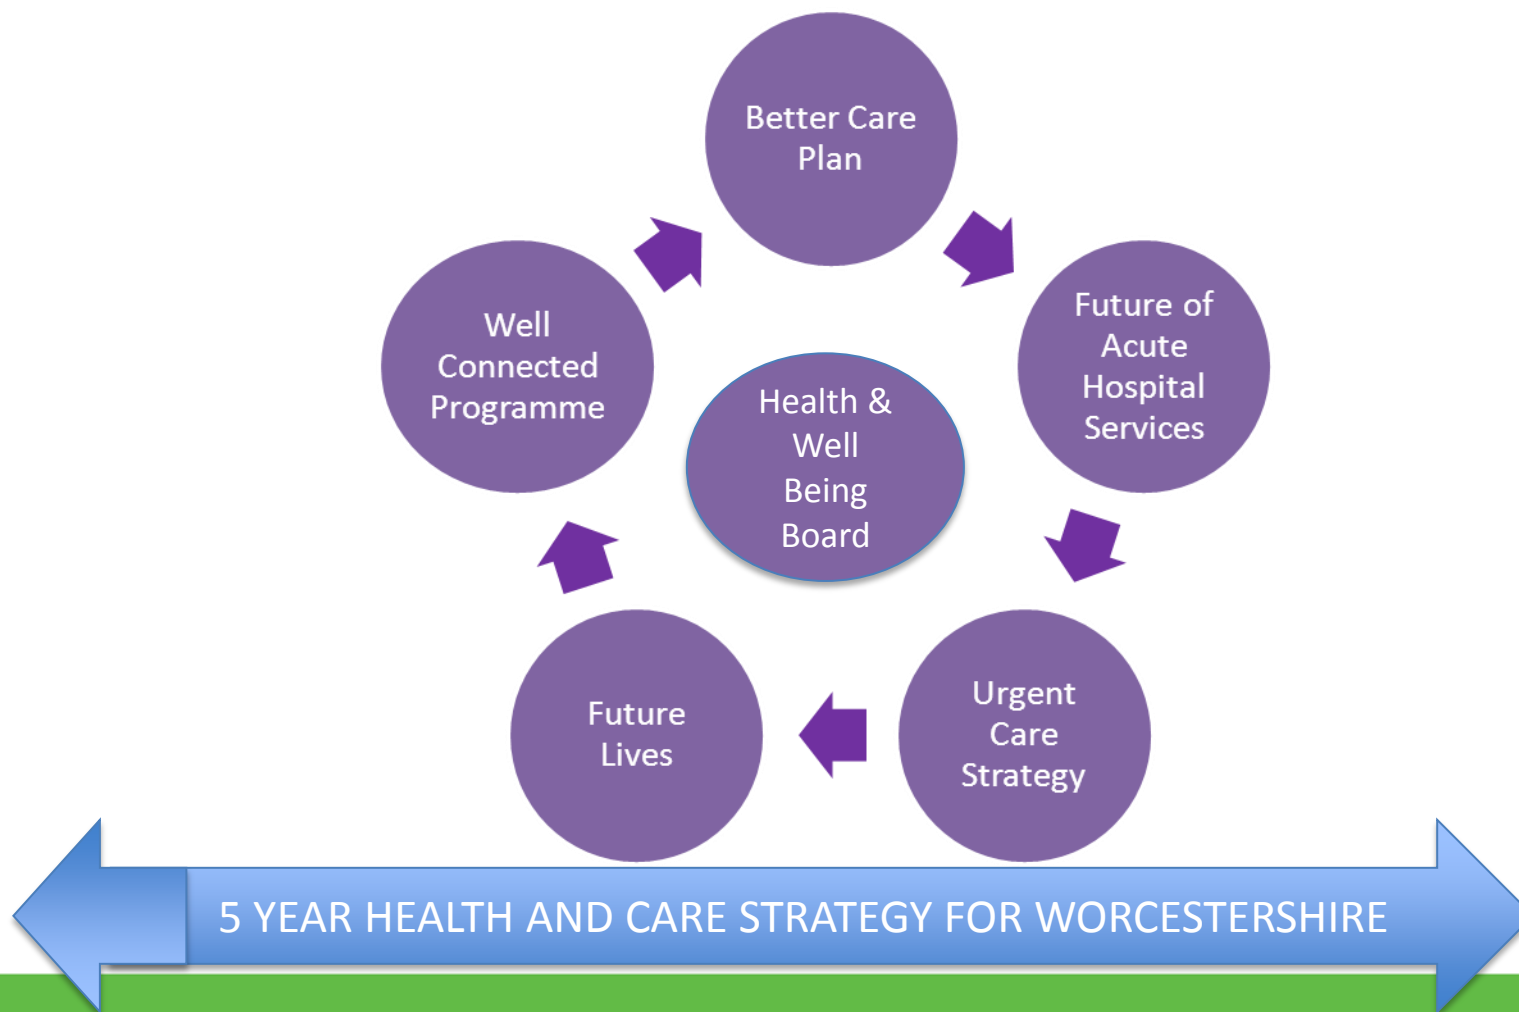 Better Care
Plan
Future of
Acute
Hospital
Services
Urgent
Care
Strategy
Future
Lives
Well
Connected
Programme
Health &
Well
Being
Board
5 YEAR HEALTH AND CARE STRATEGY FOR WORCESTERSHIRE